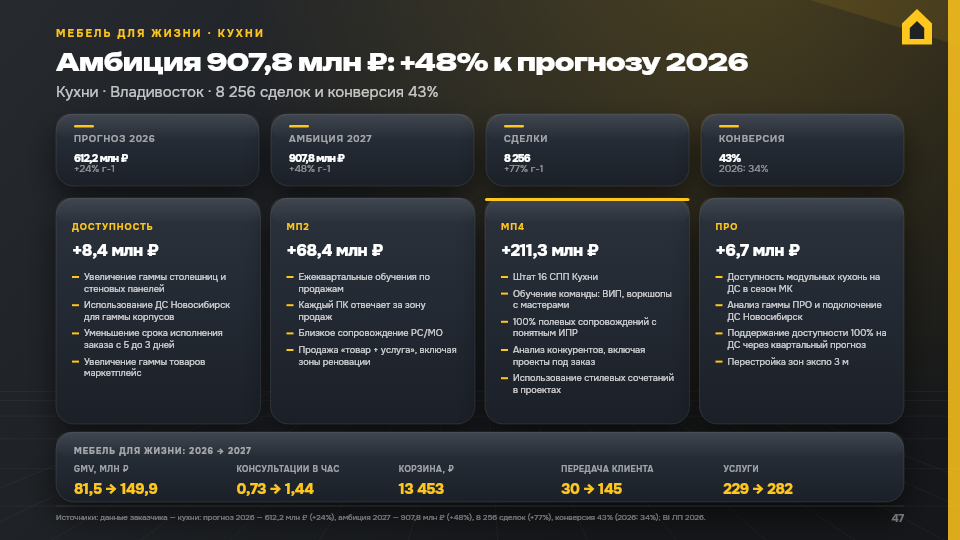 МЕБЕЛЬ ДЛЯ ЖИЗНИ · КУХНИ
Амбиция 907,8 млн ₽: +48% к прогнозу 2026
Кухни · Владивосток · 8 256 сделок и конверсия 43%
ПРОГНОЗ 2026
612,2 млн ₽
+24% г-1
АМБИЦИЯ 2027
907,8 млн ₽
+48% г-1
СДЕЛКИ
8 256
+77% г-1
КОНВЕРСИЯ
43%
2026: 34%
ДОСТУПНОСТЬ
+8,4 млн ₽
Увеличение гаммы столешниц и
стеновых панелей
Использование ДС Новосибирск
для гаммы корпусов
Уменьшение срока исполнения
заказа с 5 до 3 дней
Увеличение гаммы товаров
маркетплейс
МП2
+68,4 млн ₽
Ежеквартальные обучения по
продажам
Каждый ПК отвечает за зону
продаж
Близкое сопровождение РС/МО
Продажа «товар + услуга», включая
зоны реновации
МП4
+211,3 млн ₽
Штат 16 СПП Кухни
Обучение команды: ВИП, воркшопы
с мастерами
100% полевых сопровождений с
понятным ИПР
Анализ конкурентов, включая
проекты под заказ
Использование стилевых сочетаний
в проектах
ПРО
+6,7 млн ₽
Доступность модульных кухонь на
ДС в сезон МК
Анализ гаммы ПРО и подключение
ДС Новосибирск
Поддержание доступности 100% на
ДС через квартальный прогноз
Перестройка зон экспо 3 м
МЕБЕЛЬ ДЛЯ ЖИЗНИ: 2026 → 2027
GMV, МЛН ₽
81,5 → 149,9
КОНСУЛЬТАЦИИ В ЧАС
0,73 → 1,44
КОРЗИНА, ₽
13 453
ПЕРЕДАЧА КЛИЕНТА
30 → 145
УСЛУГИ
229 → 282
Источники: данные заказчика — кухни: прогноз 2026 — 612,2 млн ₽ (+24%), амбиция 2027 — 907,8 млн ₽ (+48%), 8 256 сделок (+77%), конверсия 43% (2026: 34%); BI ЛП 2026.
47